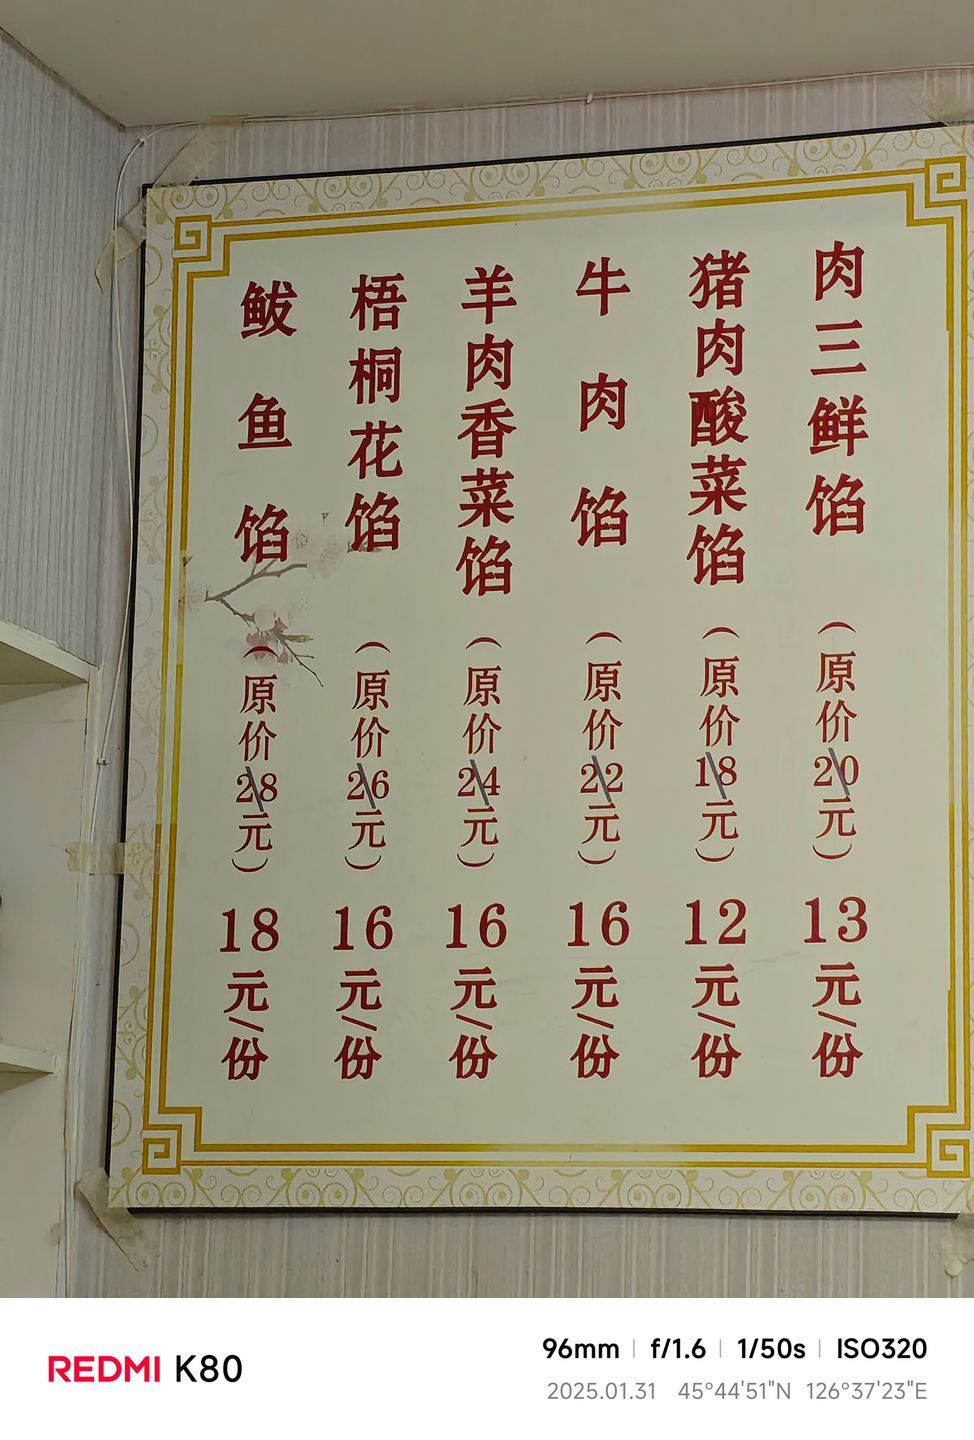 肉三鲜馅（原价20元）13元/份
猪肉酸菜馅（原价18元）12元/份
牛肉馅（原价22元）16元/份
羊肉香菜馅（原价24元）16元/份
梧桐花馅（原价26元）16元/份
鲅鱼馅（原价28元）18元/份
REDMI K80
96mm | f/1.6 | 1/50s | ISO320
2025.01.31 45°44'51"N 126°37'23"E